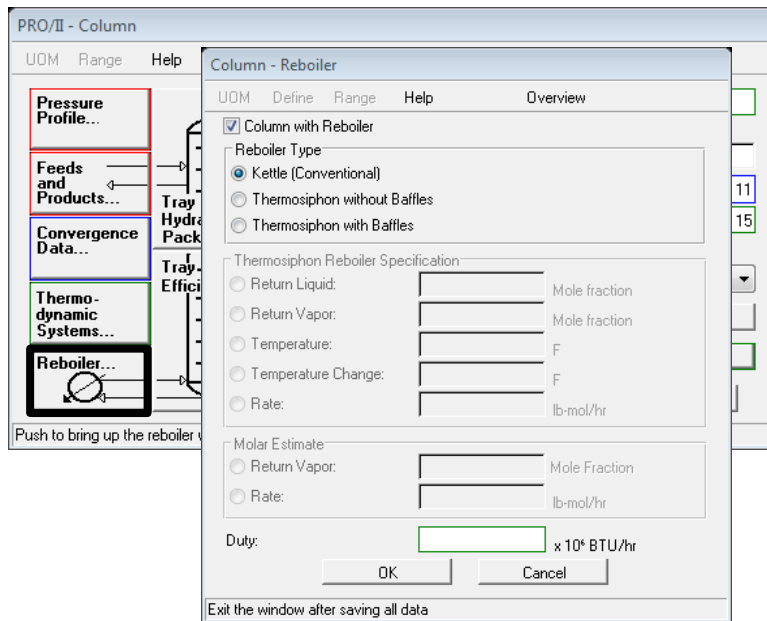 PRO/II - Column
UOM Range Help
Pressure
Profile...
Feeds
and
Products...
Convergence
Data...
Thermo-
dynamic
Systems...
Reboiler...
Tray
Pack
Tray
11
15
Push to bring up the reboiler
Column - Reboiler
UOM Define Range Help Overview
Column with Reboiler
Reboiler Type
Kettle (Conventional)
Thermosiphon without Baffles
Thermosiphon with Baffles
Thermosiphon Reboiler Specification
Return Liquid: Mole fraction
Return Vapor: Mole fraction
Temperature: F
Temperature Change: F
Rate: lb-mol/hr
Molar Estimate
Return Vapor: Mole Fraction
Rate: lb-mol/hr
Duty: x 10⁶ BTU/hr
OK Cancel
Exit the window after saving all data